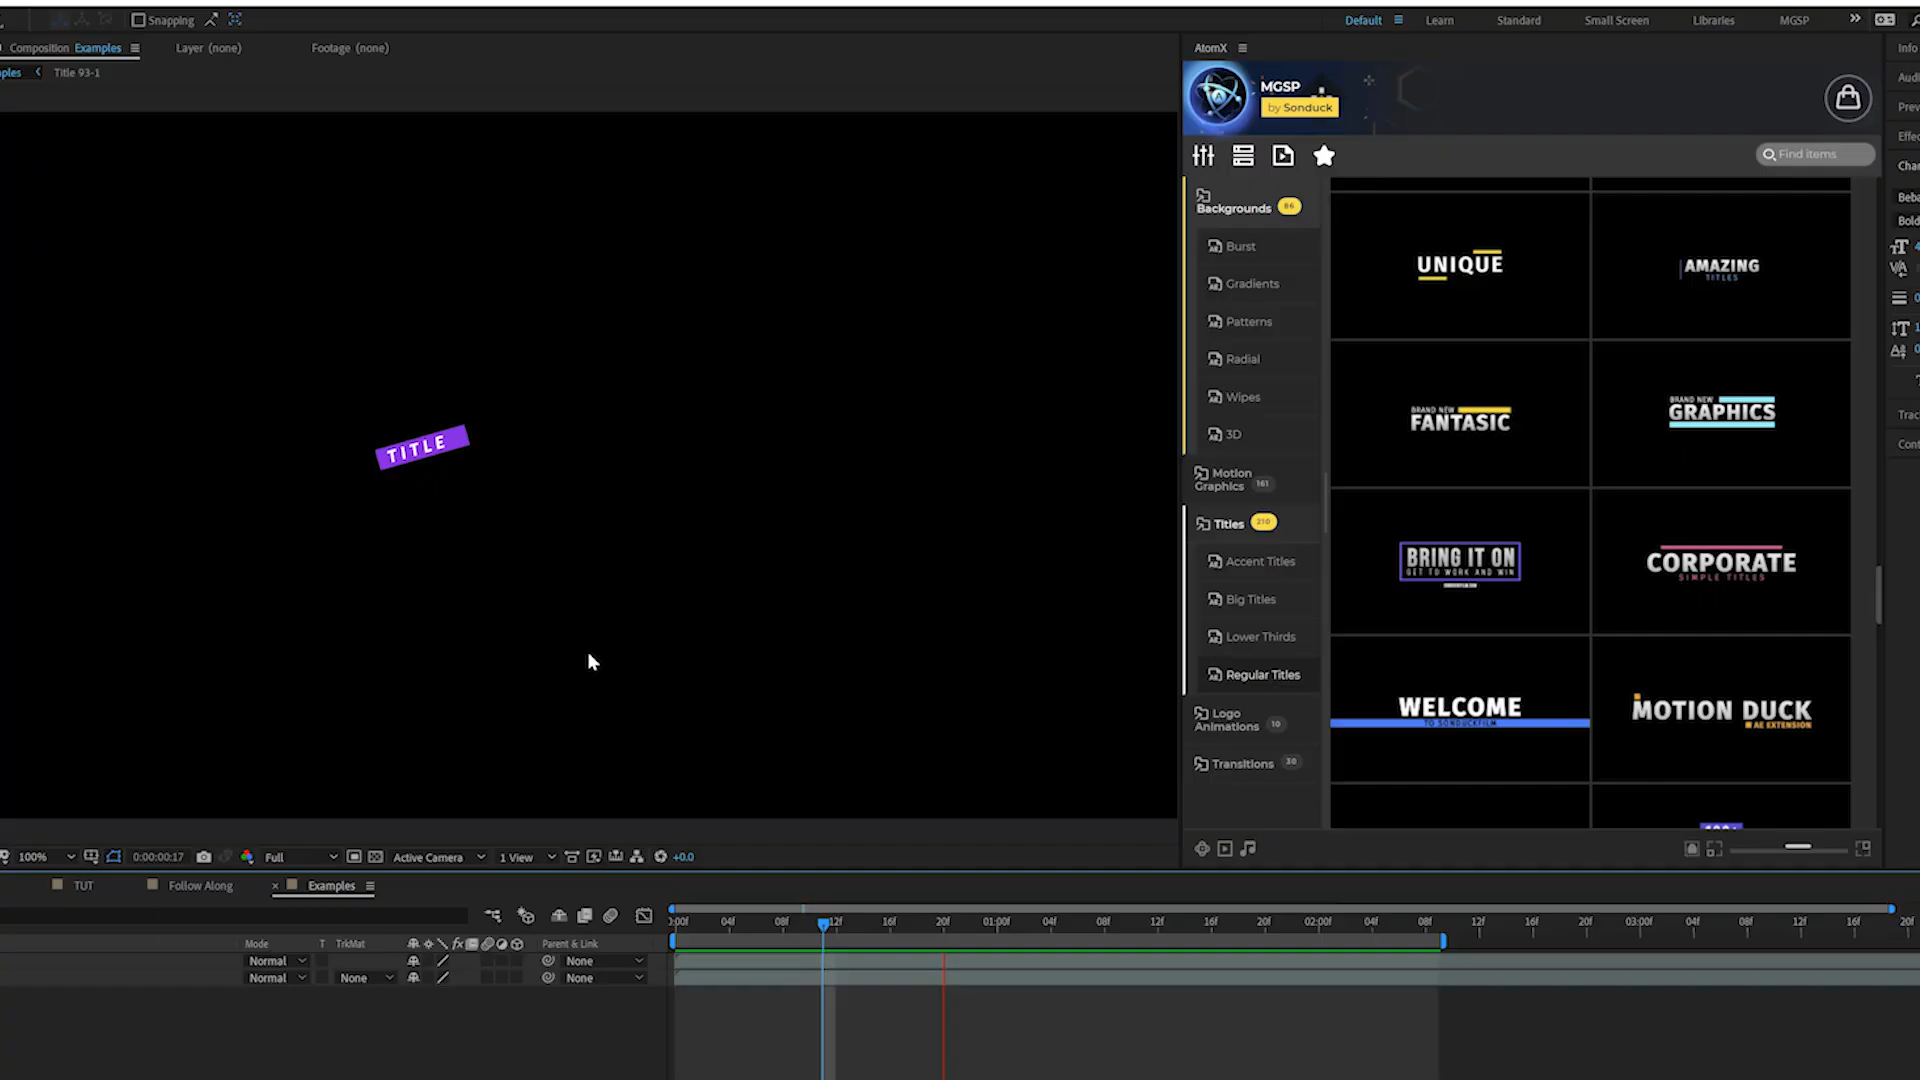 Snapping
Default
Learn
Standard
Small Screen
Libraries
MGSP
Composition Examples
Layer (none)
Footage (none)
AtomX
Info
ples
Title 93-1
Audi
MGSP
by Sonduck
Prev
Effec
Find items
Char
Backgrounds 86
Beba
Bold
Burst
Gradients
Patterns
Radial
Wipes
3D
Motion
Graphics 161
Titles 210
Accent Titles
Big Titles
Lower Thirds
Regular Titles
Logo
Animations 10
Transitions 30
UNIQUE
AMAZING
TITLES
BRAND NEW
FANTASIC
BRAND NEW
GRAPHICS
BRING IT ON
GET TO WORK AND WIN
CORPORATE
SIMPLE TITLES
WELCOME
TO SONDUCKFILM
MOTION DUCK
AE EXTENSION
Trac
Cont
TITLE
100%
0:00:00:17
Full
Active Camera
1 View
+0.0
TUT
Follow Along
× Examples
):00f 04f 08f 12f 16f 20f 01:00f 04f 08f 12f 16f 20f 02:00f 04f 08f 12f 16f 20f 03:00f 04f 08f 12f 16f 20f
Mode
T
TrkMat
fx
Parent & Link
Normal
None
Normal
None
None